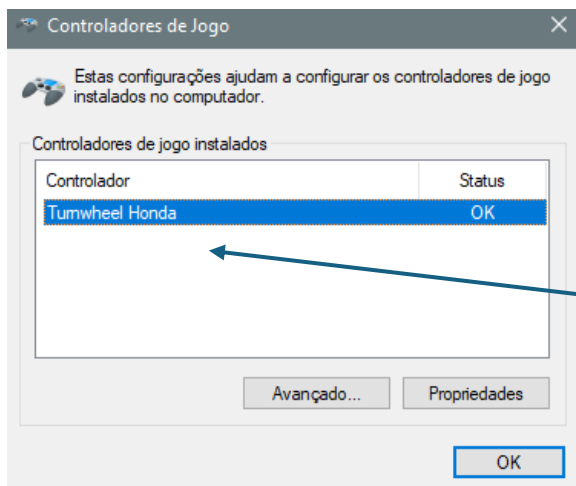 Controladores de Jogo
Estas configurações ajudam a configurar os controladores de jogo
instalados no computador.
Controladores de jogo instalados
Controlador Status
Turnwheel Honda OK
Avançado... Propriedades
OK